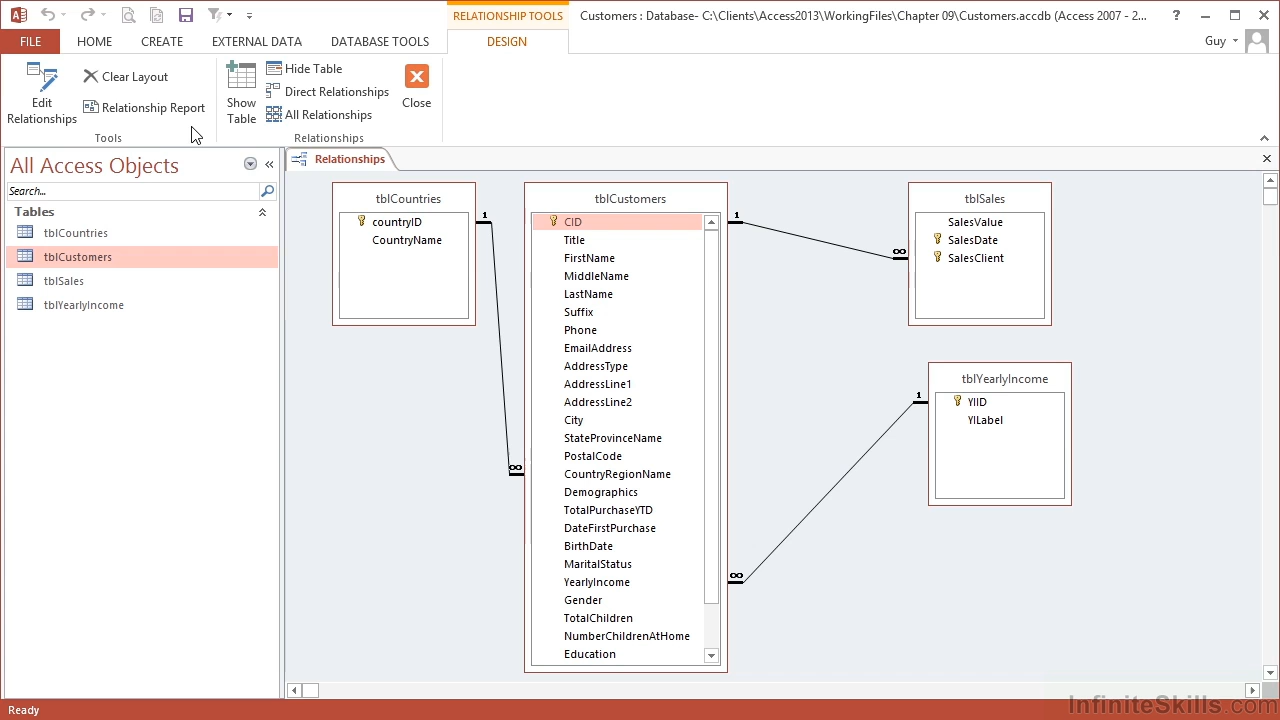 RELATIONSHIP TOOLS
Customers : Database- C:\Clients\Access2013\WorkingFiles\Chapter 09\Customers.accdb (Access 2007 - 2...
?
FILE HOME CREATE EXTERNAL DATA DATABASE TOOLS DESIGN Guy
Edit Relationships
Clear Layout
Relationship Report
Tools
Show Table
Hide Table
Direct Relationships
All Relationships
Relationships
Close
All Access Objects
Search...
Tables
tblCountries
tblCustomers
tblSales
tblYearlyIncome
Relationships
tblCountries
countryID
CountryName
1
∞
tblCustomers
CID
Title
FirstName
MiddleName
LastName
Suffix
Phone
EmailAddress
AddressType
AddressLine1
AddressLine2
City
StateProvinceName
PostalCode
CountryRegionName
Demographics
TotalPurchaseYTD
DateFirstPurchase
BirthDate
MaritalStatus
YearlyIncome
Gender
TotalChildren
NumberChildrenAtHome
Education
1
∞
tblSales
SalesValue
SalesDate
SalesClient
1
∞
tblYearlyIncome
YIID
YILabel
Ready
InfiniteSkills.com